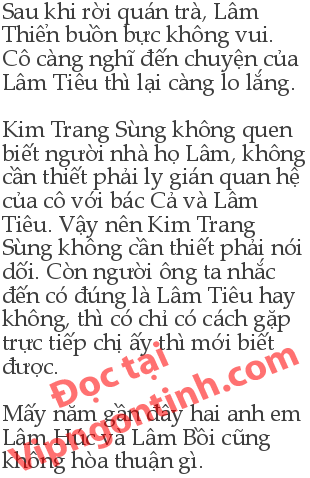 Sau khi rời quán trà, Lâm
Thiển buồn bực không vui.
Cô càng nghĩ đến chuyện của
Lâm Tiêu thì lại càng lo lắng.
Kim Trang Sùng không quen
biết người nhà họ Lâm, không
cần thiết phải ly gián quan hệ
của cô với bác Cả và Lâm
Tiêu. Vậy nên Kim Trang
Sùng không cần thiết phải nói
dối. Còn người ông ta nhắc
đến có đúng là Lâm Tiêu hay
không, thì có chỉ có cách gặp
trực tiếp chị ấy thì mới biết
được.
Đọc tại
Vipngontinh.com
Mấy năm gần đây hai anh em
Lâm Húc và Lâm Bồi cũng
không hòa thuận gì.